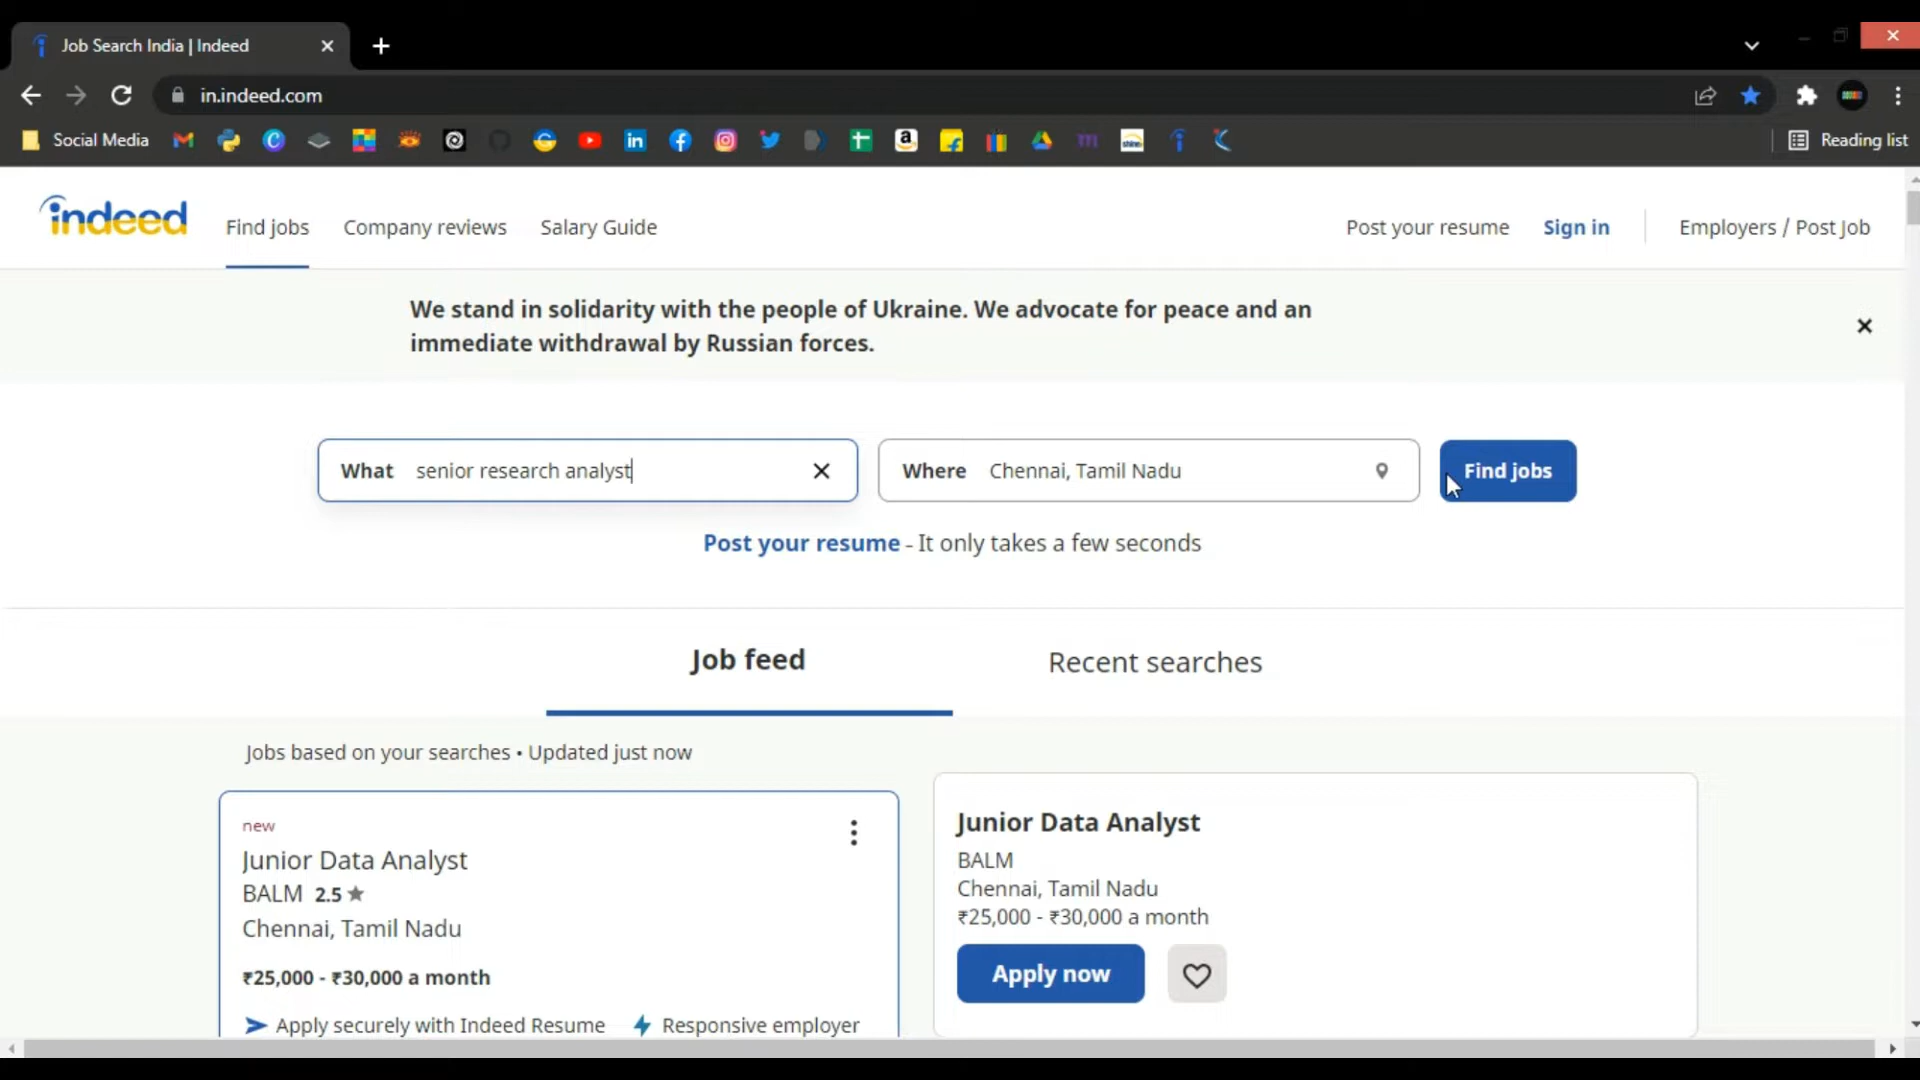 Job Search India | Indeed
in.indeed.com
Social Media
Reading list
indeed
Find jobs
Company reviews
Salary Guide
Post your resume
Sign in
Employers / Post Job
We stand in solidarity with the people of Ukraine. We advocate for peace and an
immediate withdrawal by Russian forces.
What senior research analyst
Where Chennai, Tamil Nadu
Find jobs
Post your resume - It only takes a few seconds
Job feed
Recent searches
Jobs based on your searches • Updated just now
new
Junior Data Analyst
BALM 2.5 ★
Chennai, Tamil Nadu
₹25,000 - ₹30,000 a month
Apply securely with Indeed Resume
Responsive employer
Junior Data Analyst
BALM
Chennai, Tamil Nadu
₹25,000 - ₹30,000 a month
Apply now